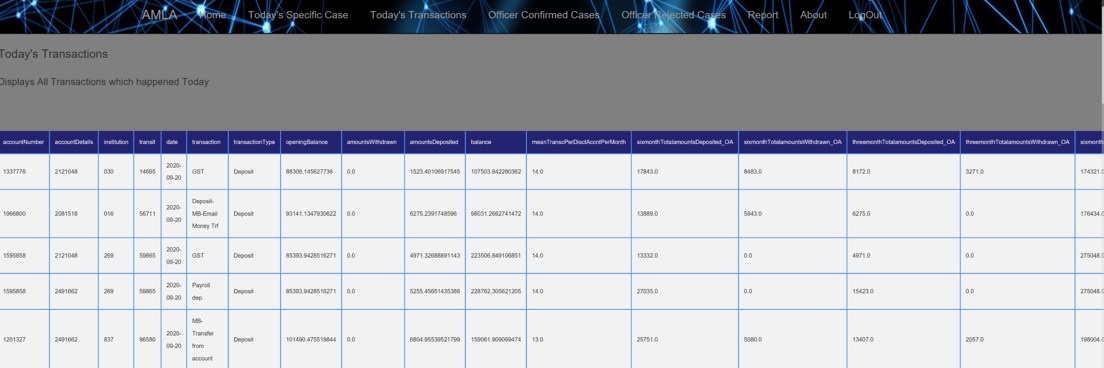 AMLA Home Today's Specific Case Today's Transactions Officer Confirmed Cases Officer Rejected Cases Report About LogOut
Today's Transactions
Displays All Transactions which happened Today
accountNumber accountDetails institution transit date transaction transactionType openingBalance amountsWithdrawn amountsDeposited balance meanTranscPerDisctAccntPerMonth sixmonthTotalamountsDeposited_OA sixmonthTotalamountsWithdrawn_OA threemonthTotalamountsDeposited_OA threemonthTotalamountsWithdrawn_OA
1337776 2121048 030 14695 2020-09-20 GST Deposit 88306.145627736 0.0 1523.40106917545 107503.642260362 14.0 17843.0 8483.0 8172.0 3271.0 174321.0
1966800 2081518 016 56711 2020-09-20 Deposit-MB-Email Money Trf Deposit 93141.1347930622 0.0 6275.2391748596 98031.2662741472 14.0 13889.0 5943.0 6275.0 0.0 176434.0
1595858 2121048 269 59865 2020-09-20 GST Deposit 85393.9428516271 0.0 4971.32688891143 223506.849106851 14.0 13332.0 0.0 4971.0 0.0 275048.0
1595858 2491662 269 59865 2020-09-20 Payroll dep. Deposit 85393.9428516271 0.0 5255.45651435386 228762.305621205 14.0 27035.0 0.0 15423.0 0.0 275048.0
1201327 2491662 837 96580 2020-09-20 MB-Transfer from account Deposit 101490.475519844 0.0 6804.95539521799 159061.909069474 13.0 25751.0 5080.0 13407.0 2057.0 198004.0